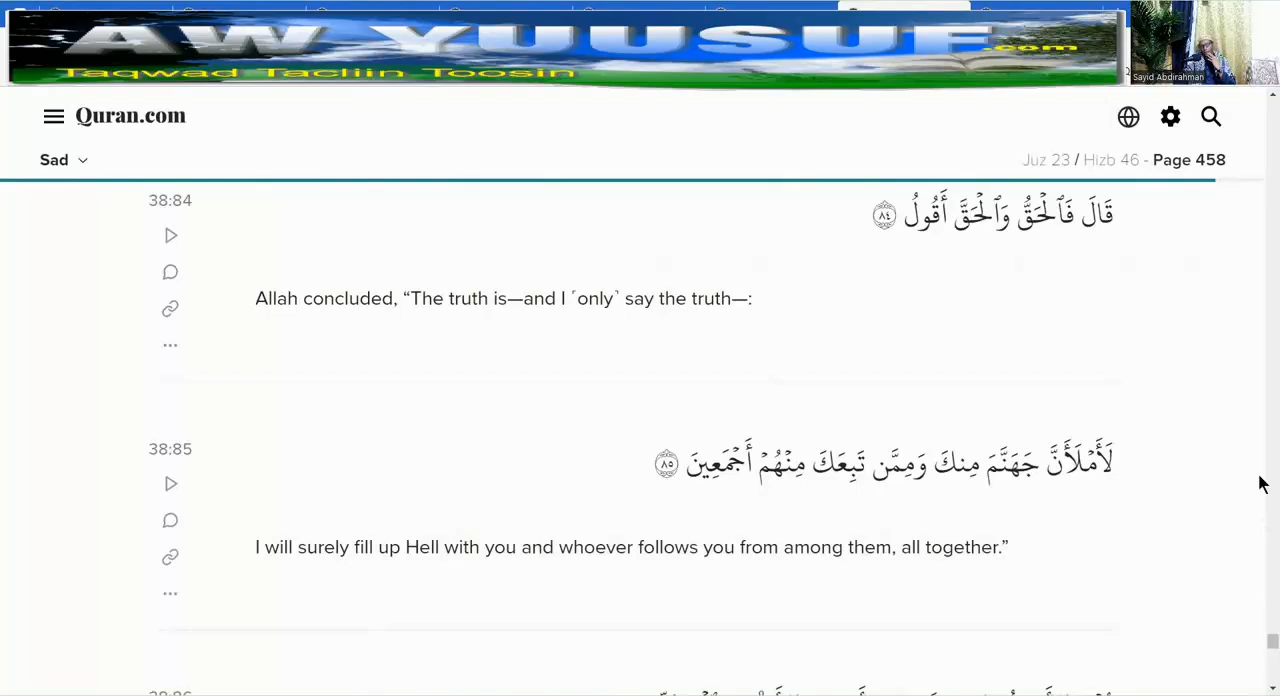 AW YUUSUF.com
Taqwad Tacliin Toosin
Sayid Abdirahman
Quran.com
Sad
Juz 23 / Hizb 46 - Page 458
38:84
قَالَ فَٱلْحَقُّ وَٱلْحَقَّ أَقُولُ ٨٤
Allah concluded, “The truth is—and I ˹only˺ say the truth—:
38:85
لَأَمْلَأَنَّ جَهَنَّمَ مِنكَ وَمِمَّن تَبِعَكَ مِنْهُمْ أَجْمَعِينَ ٨٥
I will surely fill up Hell with you and whoever follows you from among them, all together.”
38:86